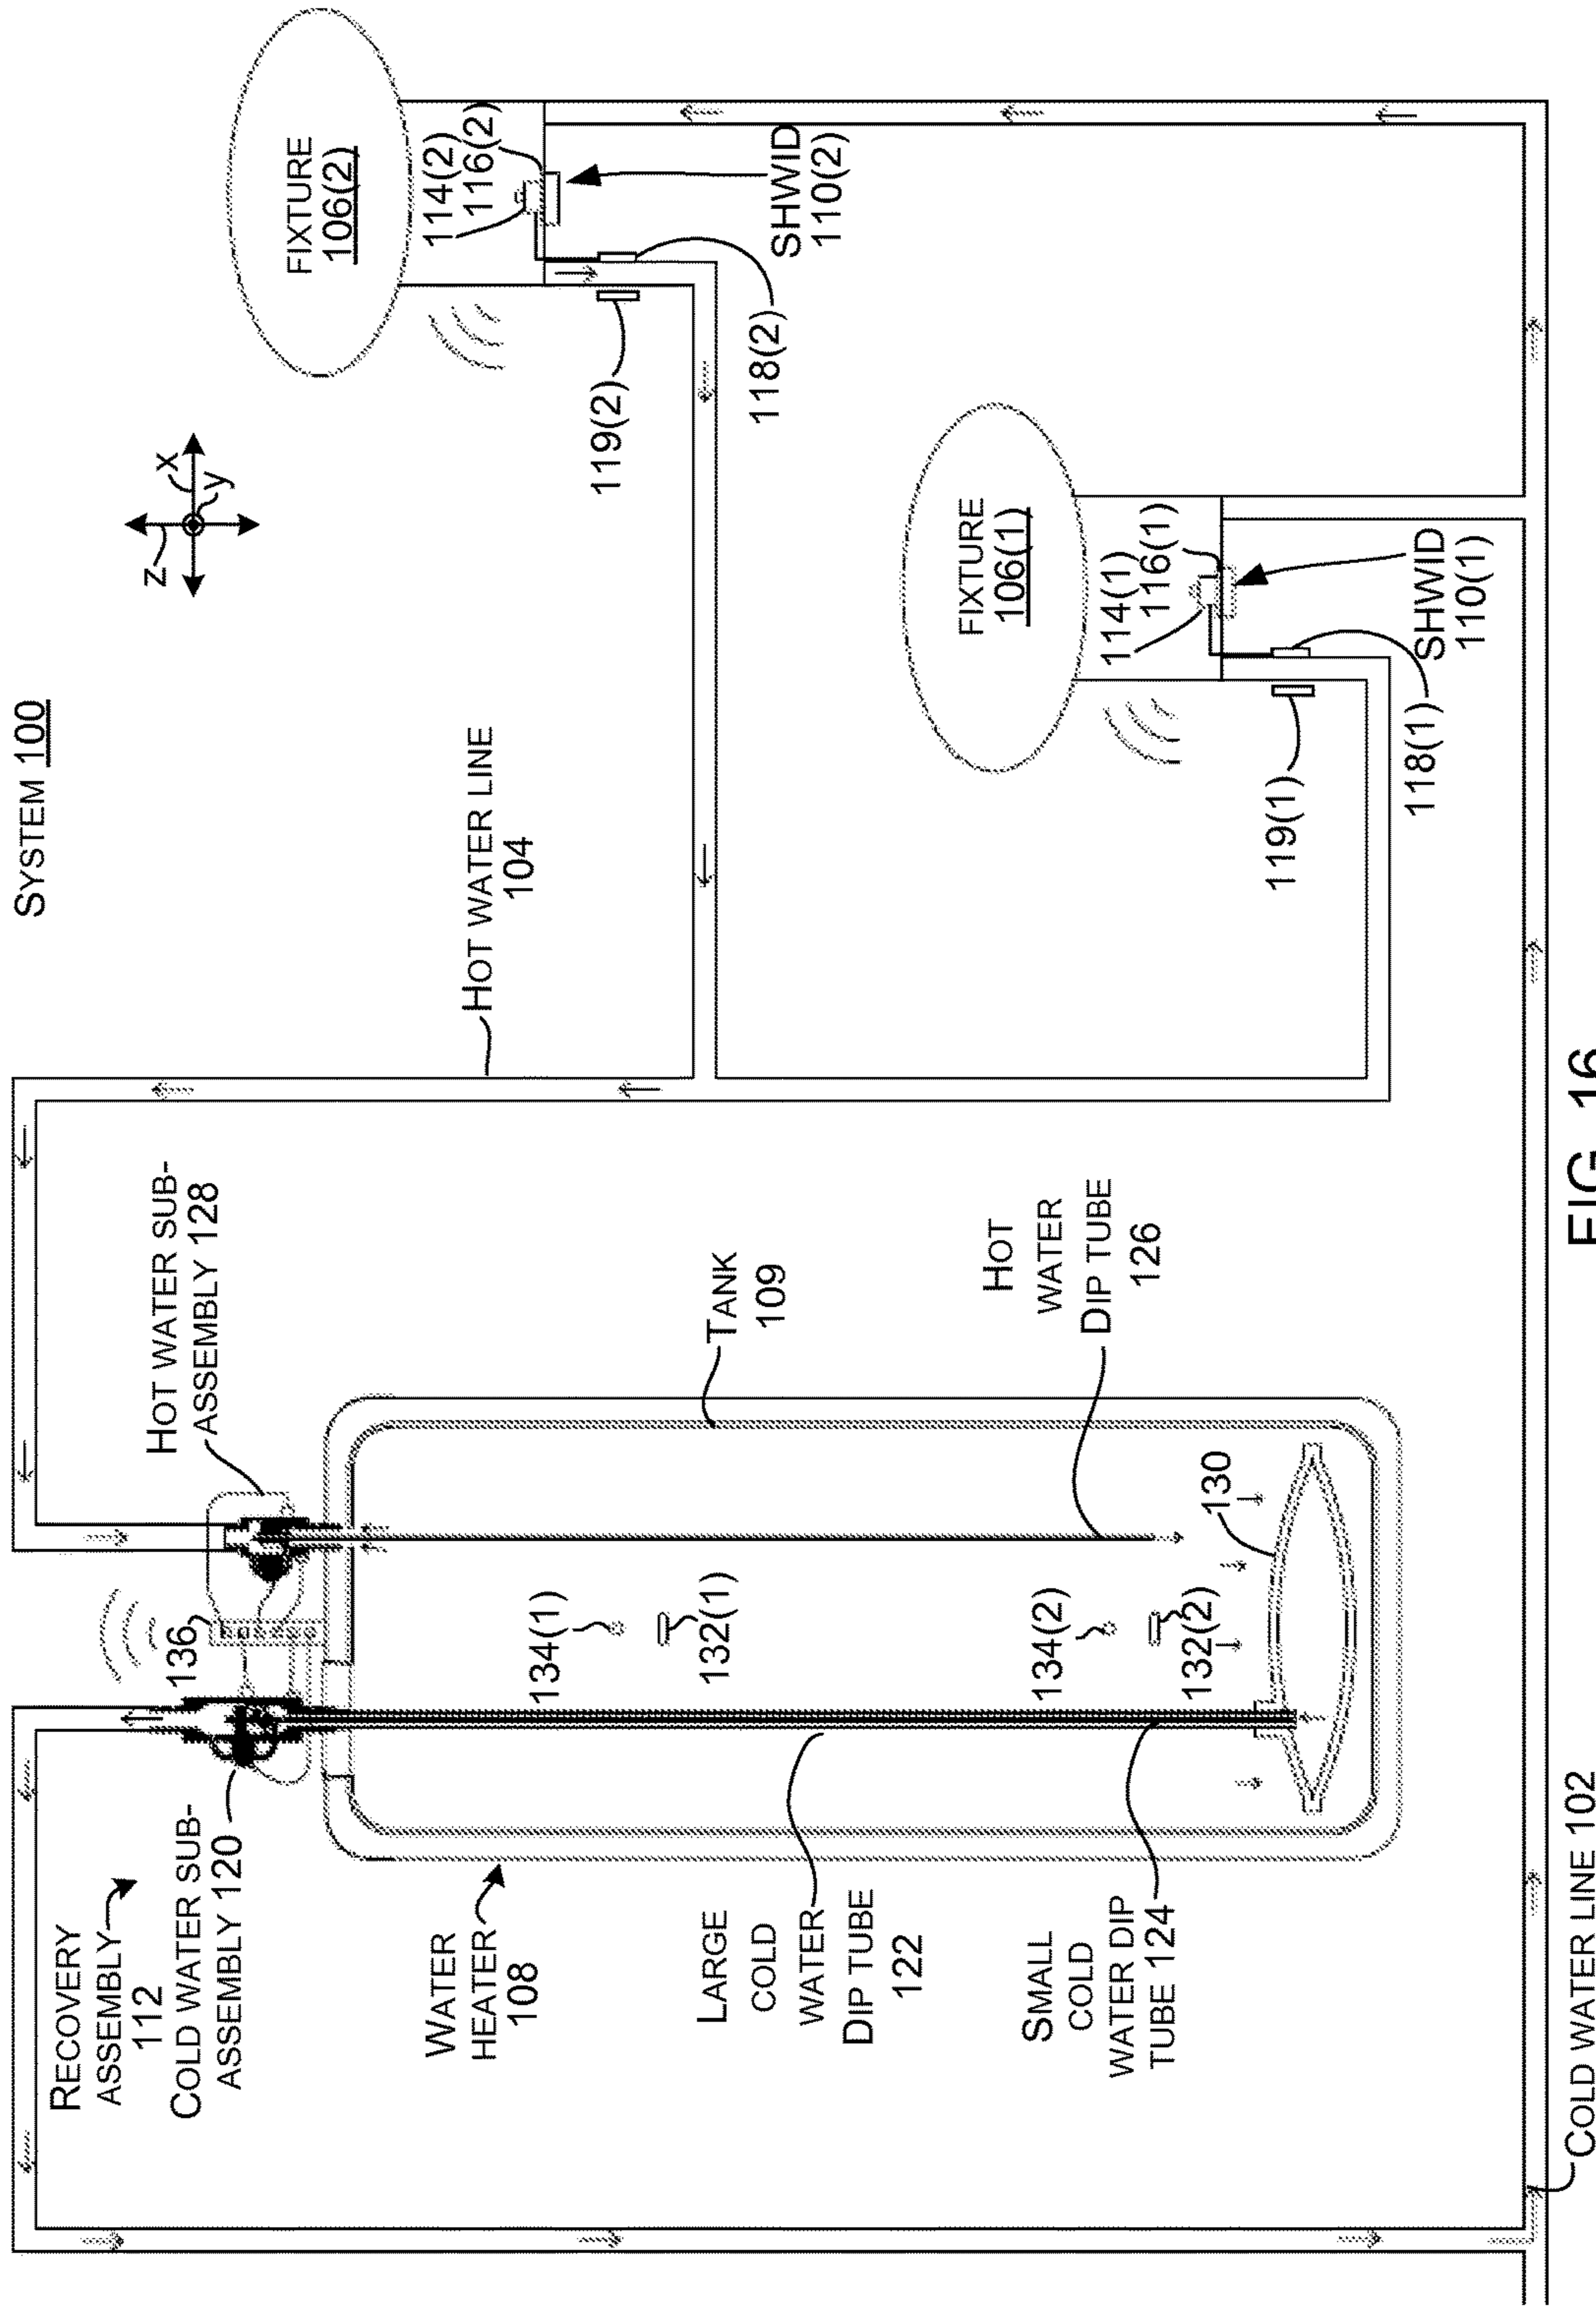 SYSTEM 100
RECOVERY
ASSEMBLY
112
COLD WATER SUB-
ASSEMBLY 120
136
HOT WATER SUB-
ASSEMBLY 128
WATER
HEATER
108
134(1)
132(1)
TANK
109
LARGE
COLD
WATER
DIP TUBE
122
SMALL
COLD
WATER DIP
TUBE 124
134(2)
132(2)
130
HOT
WATER
DIP TUBE
126
HOT WATER LINE
104
z
x
y
FIXTURE
106(2)
114(2)
116(2)
119(2)
118(2)
SHWID
110(2)
FIXTURE
106(1)
114(1)
116(1)
119(1)
118(1)
SHWID
110(1)
COLD WATER LINE 102
FIG. 16